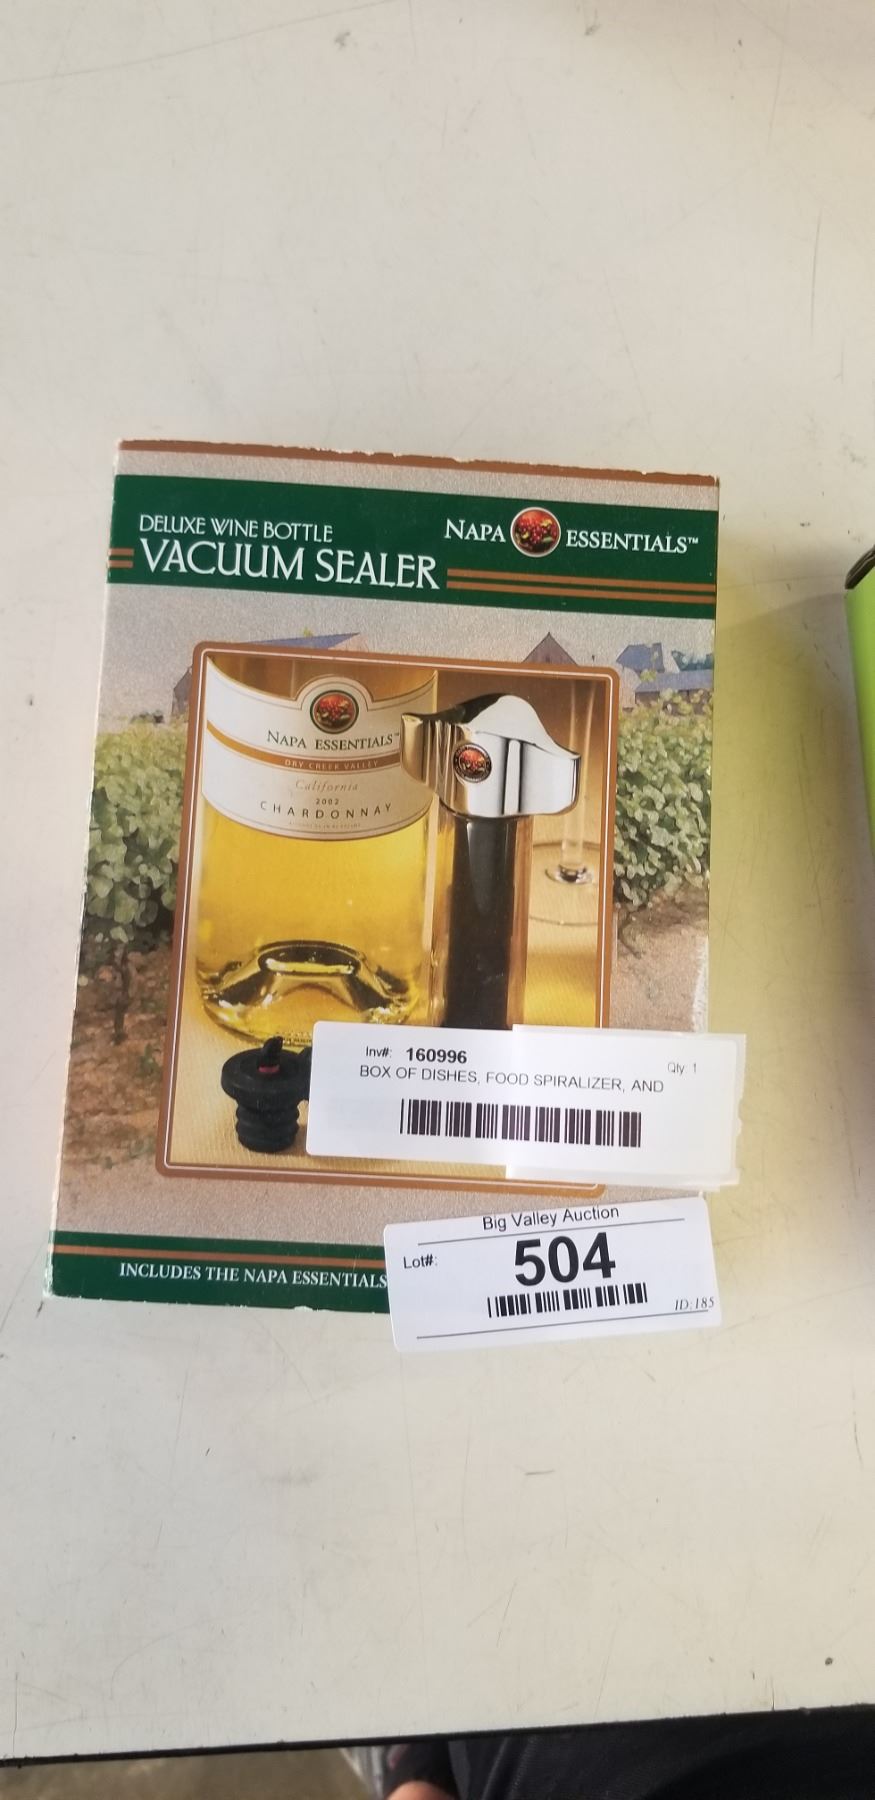 DELUXE WINE BOTTLE
VACUUM SEALER
NAPA ESSENTIALS™
NAPA ESSENTIALS™
DRY CREEK VALLEY
California
2002
CHARDONNAY
Inv#: 160996
Qty: 1
BOX OF DISHES, FOOD SPIRALIZER, AND
Big Valley Auction
Lot#: 504
ID:185
INCLUDES THE NAPA ESSENTIALS